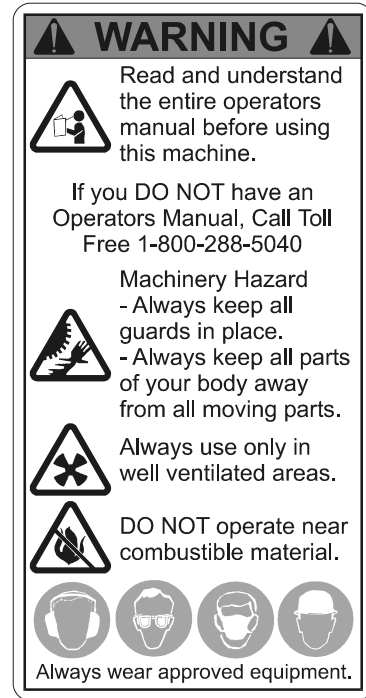 WARNING
Read and understand
the entire operators
manual before using
this machine.
If you DO NOT have an
Operators Manual, Call Toll
Free 1-800-288-5040
Machinery Hazard
- Always keep all
guards in place.
- Always keep all parts
of your body away
from all moving parts.
Always use only in
well ventilated areas.
DO NOT operate near
combustible material.
Always wear approved equipment.